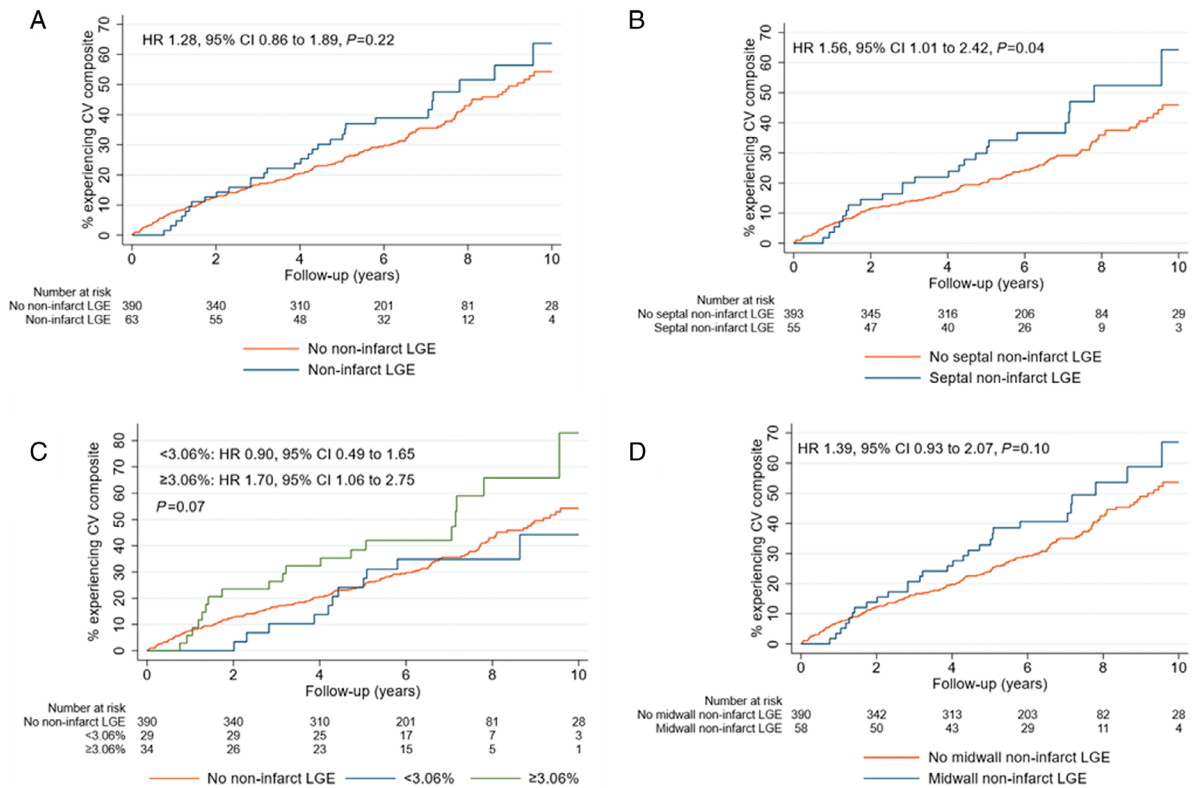 A
HR 1.28, 95% CI 0.86 to 1.89, P=0.22
% experiencing CV composite
70
60
50
40
30
20
10
0
0 2 4 6 8 10
Follow-up (years)
Number at risk
No non-infarct LGE 390 340 310 201 81 28
Non-infarct LGE 63 55 48 32 12 4
No non-infarct LGE
Non-infarct LGE
B
HR 1.56, 95% CI 1.01 to 2.42, P=0.04
% experiencing CV composite
70
60
50
40
30
20
10
0
0 2 4 6 8 10
Follow-up (years)
Number at risk
No septal non-infarct LGE 393 345 316 206 84 29
Septal non-infarct LGE 55 47 40 26 9 3
No septal non-infarct LGE
Septal non-infarct LGE
C
<3.06%: HR 0.90, 95% CI 0.49 to 1.65
≥3.06%: HR 1.70, 95% CI 1.06 to 2.75
P=0.07
% experiencing CV composite
80
70
60
50
40
30
20
10
0
0 2 4 6 8 10
Follow-up (years)
Number at risk
No non-infarct LGE 390 340 310 201 81 28
<3.06% 29 29 25 17 7 3
≥3.06% 34 26 23 15 5 1
No non-infarct LGE <3.06% ≥3.06%
D
HR 1.39, 95% CI 0.93 to 2.07, P=0.10
% experiencing CV composite
70
60
50
40
30
20
10
0
0 2 4 6 8 10
Follow-up (years)
Number at risk
No midwall non-infarct LGE 390 342 313 203 82 28
Midwall non-infarct LGE 58 50 43 29 11 4
No midwall non-infarct LGE
Midwall non-infarct LGE